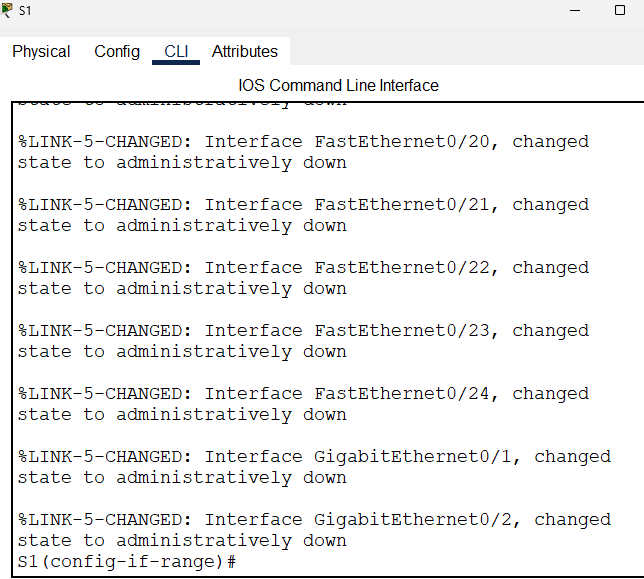 S1
Physical Config CLI Attributes
IOS Command Line Interface
state to administratively down
%LINK-5-CHANGED: Interface FastEthernet0/20, changed
state to administratively down
%LINK-5-CHANGED: Interface FastEthernet0/21, changed
state to administratively down
%LINK-5-CHANGED: Interface FastEthernet0/22, changed
state to administratively down
%LINK-5-CHANGED: Interface FastEthernet0/23, changed
state to administratively down
%LINK-5-CHANGED: Interface FastEthernet0/24, changed
state to administratively down
%LINK-5-CHANGED: Interface GigabitEthernet0/1, changed
state to administratively down
%LINK-5-CHANGED: Interface GigabitEthernet0/2, changed
state to administratively down
S1(config-if-range)#